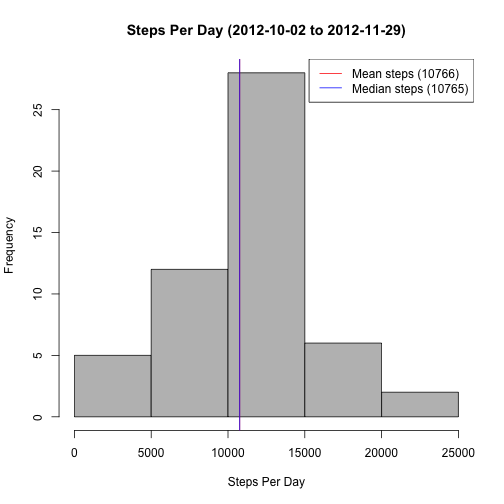 Steps Per Day (2012-10-02 to 2012-11-29)
Mean steps (10766)
Median steps (10765)
Frequency
25
20
15
10
5
0
0 5000 10000 15000 20000 25000
Steps Per Day